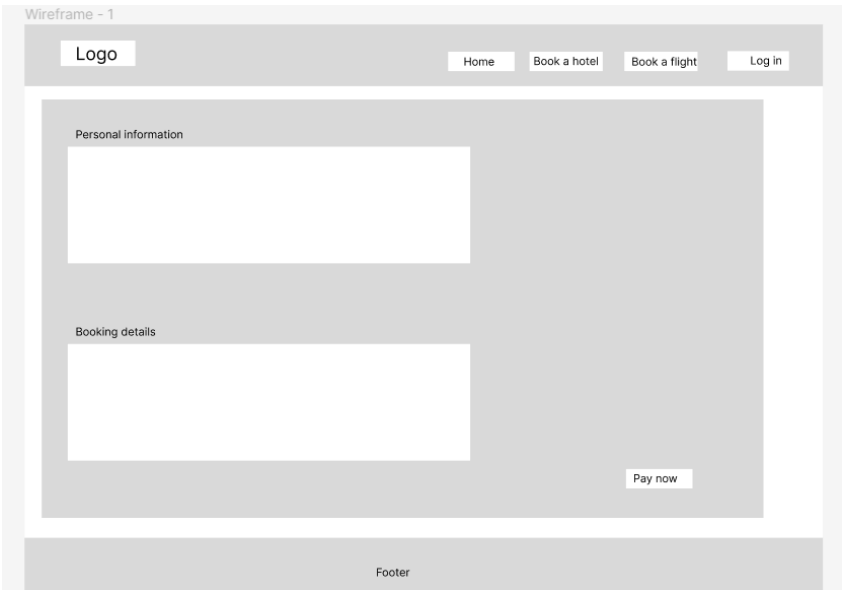 Wireframe - 1
Logo
Home Book a hotel Book a flight Log in
Personal information
Booking details
Pay now
Footer